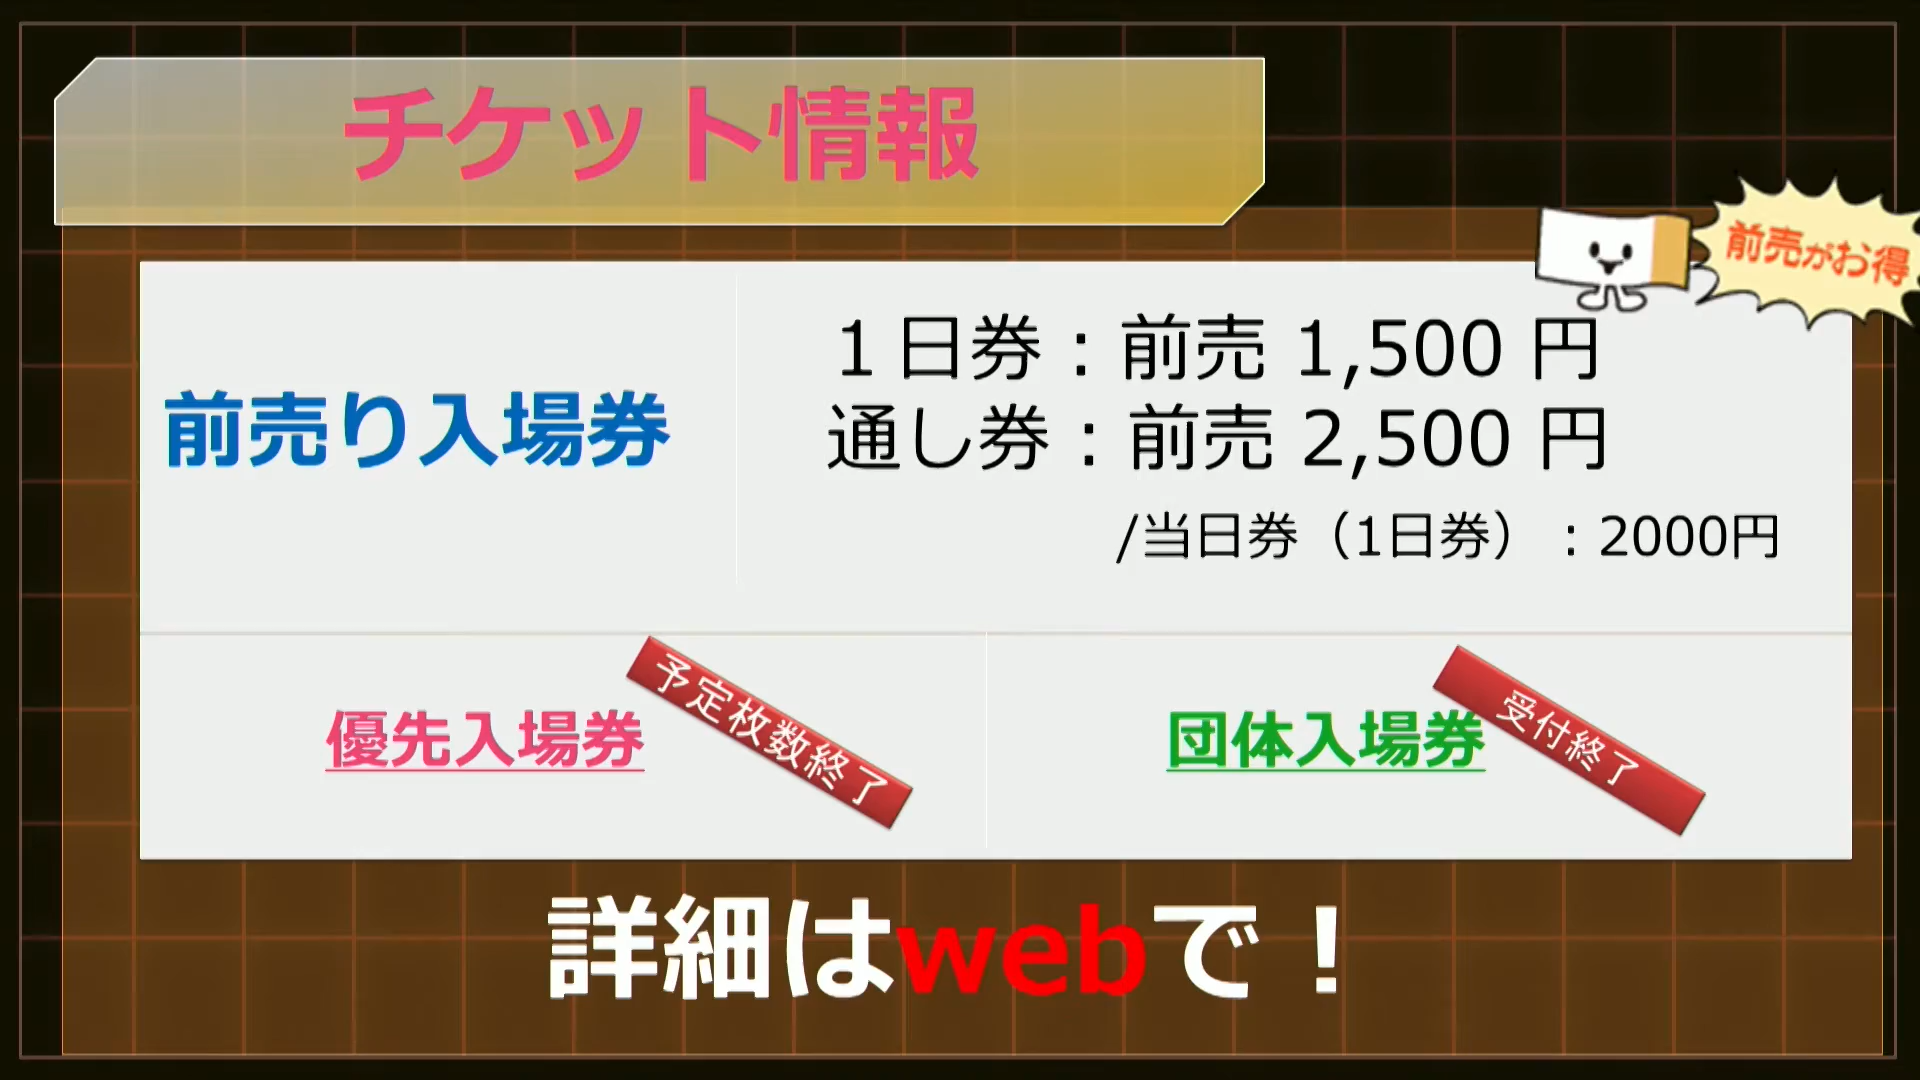 チケット情報
前売がお得
前売り入場券
１日券：前売 1,500 円
通し券：前売 2,500 円
/当日券（1日券）：2000円
優先入場券
予定枚数終了
団体入場券
受付終了
詳細はwebで！